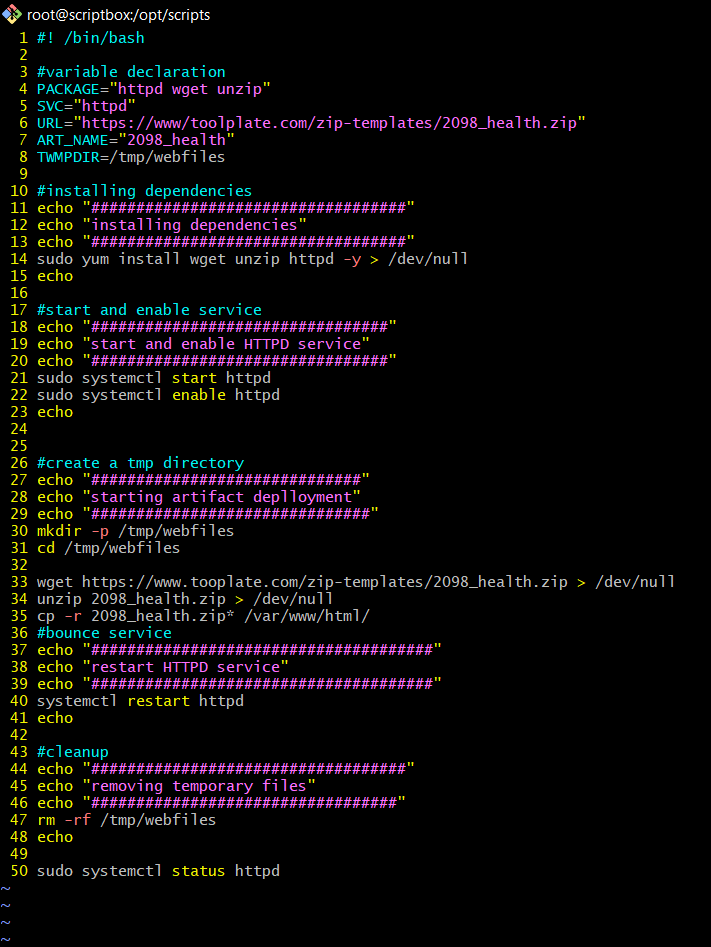 root@scriptbox:/opt/scripts
1 #! /bin/bash
2
3 #variable declaration
4 PACKAGE="httpd wget unzip"
5 SVC="httpd"
6 URL="https://www/toolplate.com/zip-templates/2098_health.zip"
7 ART_NAME="2098_health"
8 TWMPDIR=/tmp/webfiles
9
10 #installing dependencies
11 echo "###################################"
12 echo "installing dependencies"
13 echo "###################################"
14 sudo yum install wget unzip httpd -y > /dev/null
15 echo
16
17 #start and enable service
18 echo "#################################"
19 echo "start and enable HTTPD service"
20 echo "#################################"
21 sudo systemctl start httpd
22 sudo systemctl enable httpd
23 echo
24
25
26 #create a tmp directory
27 echo "##############################"
28 echo "starting artifact deplloyment"
29 echo "###############################"
30 mkdir -p /tmp/webfiles
31 cd /tmp/webfiles
32
33 wget https://www.tooplate.com/zip-templates/2098_health.zip > /dev/null
34 unzip 2098_health.zip > /dev/null
35 cp -r 2098_health.zip* /var/www/html/
36 #bounce service
37 echo "######################################"
38 echo "restart HTTPD service"
39 echo "######################################"
40 systemctl restart httpd
41 echo
42
43 #cleanup
44 echo "###################################"
45 echo "removing temporary files"
46 echo "##################################"
47 rm -rf /tmp/webfiles
48 echo
49
50 sudo systemctl status httpd
~
~
~
~